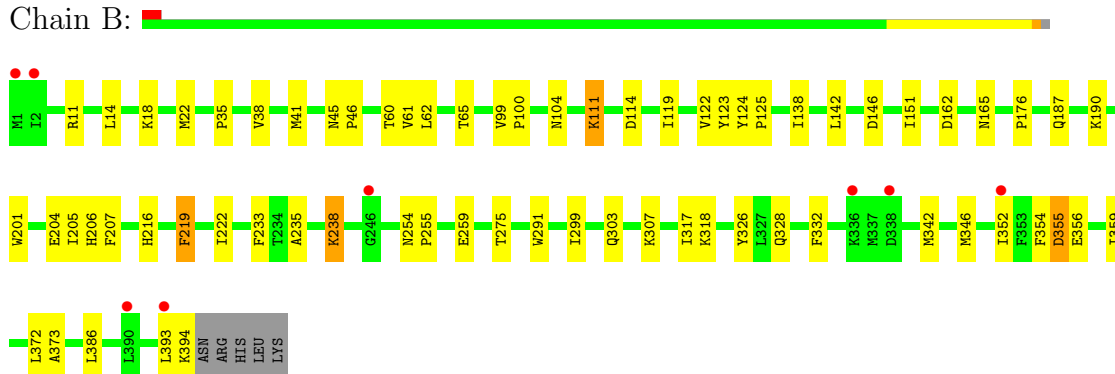 Chain B:
M1 I2 R11 L14 K18 M22 P35 V38 M41 N45 P46 T60 V61 L62 T65 V99 P100 N104 K111 D114 I119 V122 Y123 Y124 P125 I138 L142 D146 I151 D162 N165 P176 Q187 K190
W201 E204 I205 H206 F207 H216 F219 I222 F233 T234 A235 K238 G246 N254 P255 E259 T275 W291 I299 Q303 K307 I317 K318 Y326 L327 Q328 F332 K336 M337 D338 M342 M346 I352 F353 F354 D355 E356 I359
L372 A373 L386 L390 L393 K394 ASN ARG HIS LEU LYS